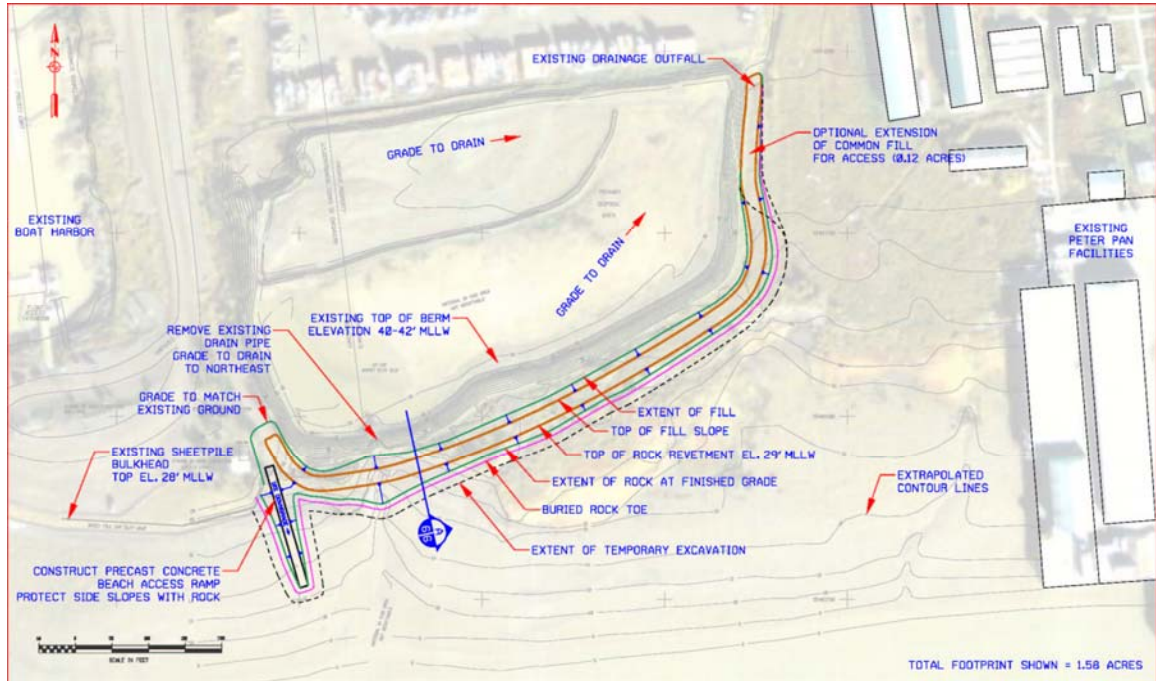 EXISTING DRAINAGE OUTFALL
GRADE TO DRAIN
OPTIONAL EXTENSION
OF COMMON FILL
FOR ACCESS (0.12 ACRES)
EXISTING
BOAT HARBOR
EXISTING
PETER PAN
FACILITIES
GRADE TO DRAIN
EXISTING TOP OF BERM
ELEVATION 40-42' MLLW
REMOVE EXISTING
DRAIN PIPE
GRADE TO DRAIN
TO NORTHEAST
GRADE TO MATCH
EXISTING GROUND
EXTENT OF FILL
TOP OF FILL SLOPE
TOP OF ROCK REVETMENT EL. 29' MLLW
EXISTING SHEETPILE
BULKHEAD
TOP EL. 28' MLLW
EXTENT OF ROCK AT FINISHED GRADE
EXTRAPOLATED
CONTOUR LINES
BURIED ROCK TOE
A
EXTENT OF TEMPORARY EXCAVATION
CONSTRUCT PRECAST CONCRETE
BEACH ACCESS RAMP
PROTECT SIDE SLOPES WITH ROCK
SCALE IN FEET
TOTAL FOOTPRINT SHOWN = 1.58 ACRES